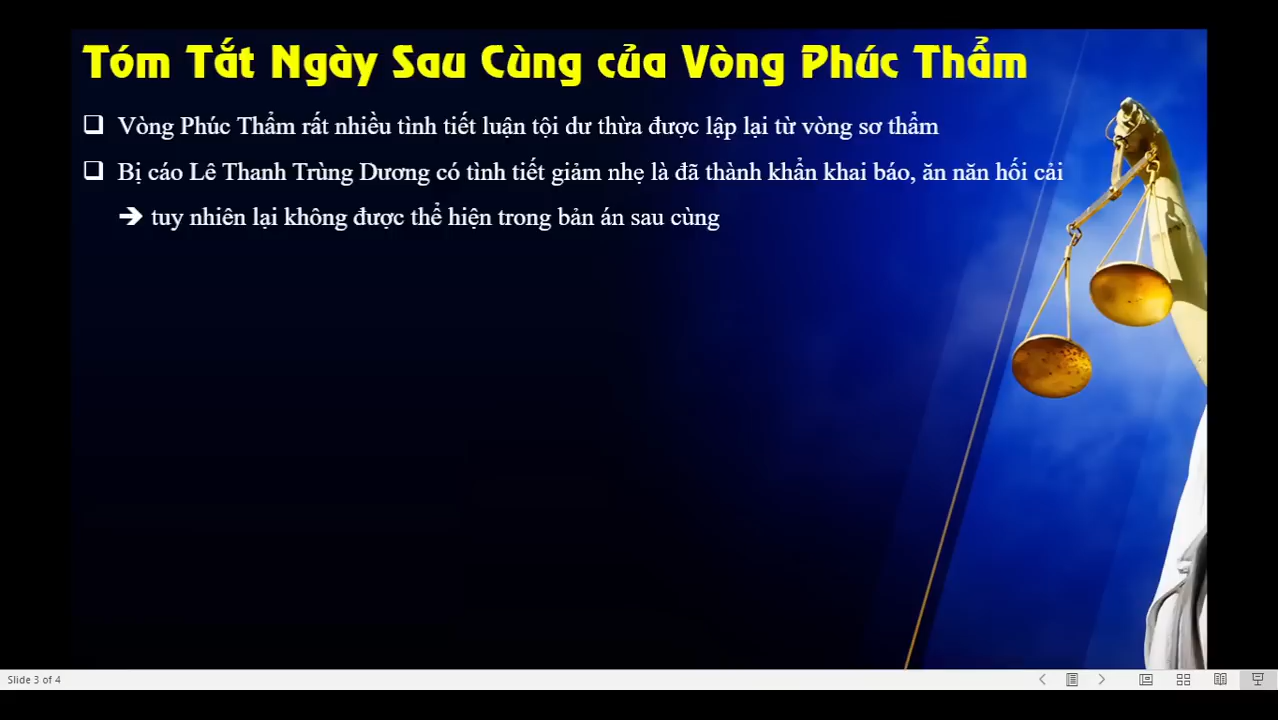 Tóm Tắt Ngày Sau Cùng của Vòng Phúc Thẩm
❑ Vòng Phúc Thẩm rất nhiều tình tiết luận tội dư thừa được lập lại từ vòng sơ thẩm
❑ Bị cáo Lê Thanh Trùng Dương có tình tiết giảm nhẹ là đã thành khẩn khai báo, ăn năn hối cải
➔ tuy nhiên lại không được thể hiện trong bản án sau cùng
Slide 3 of 4